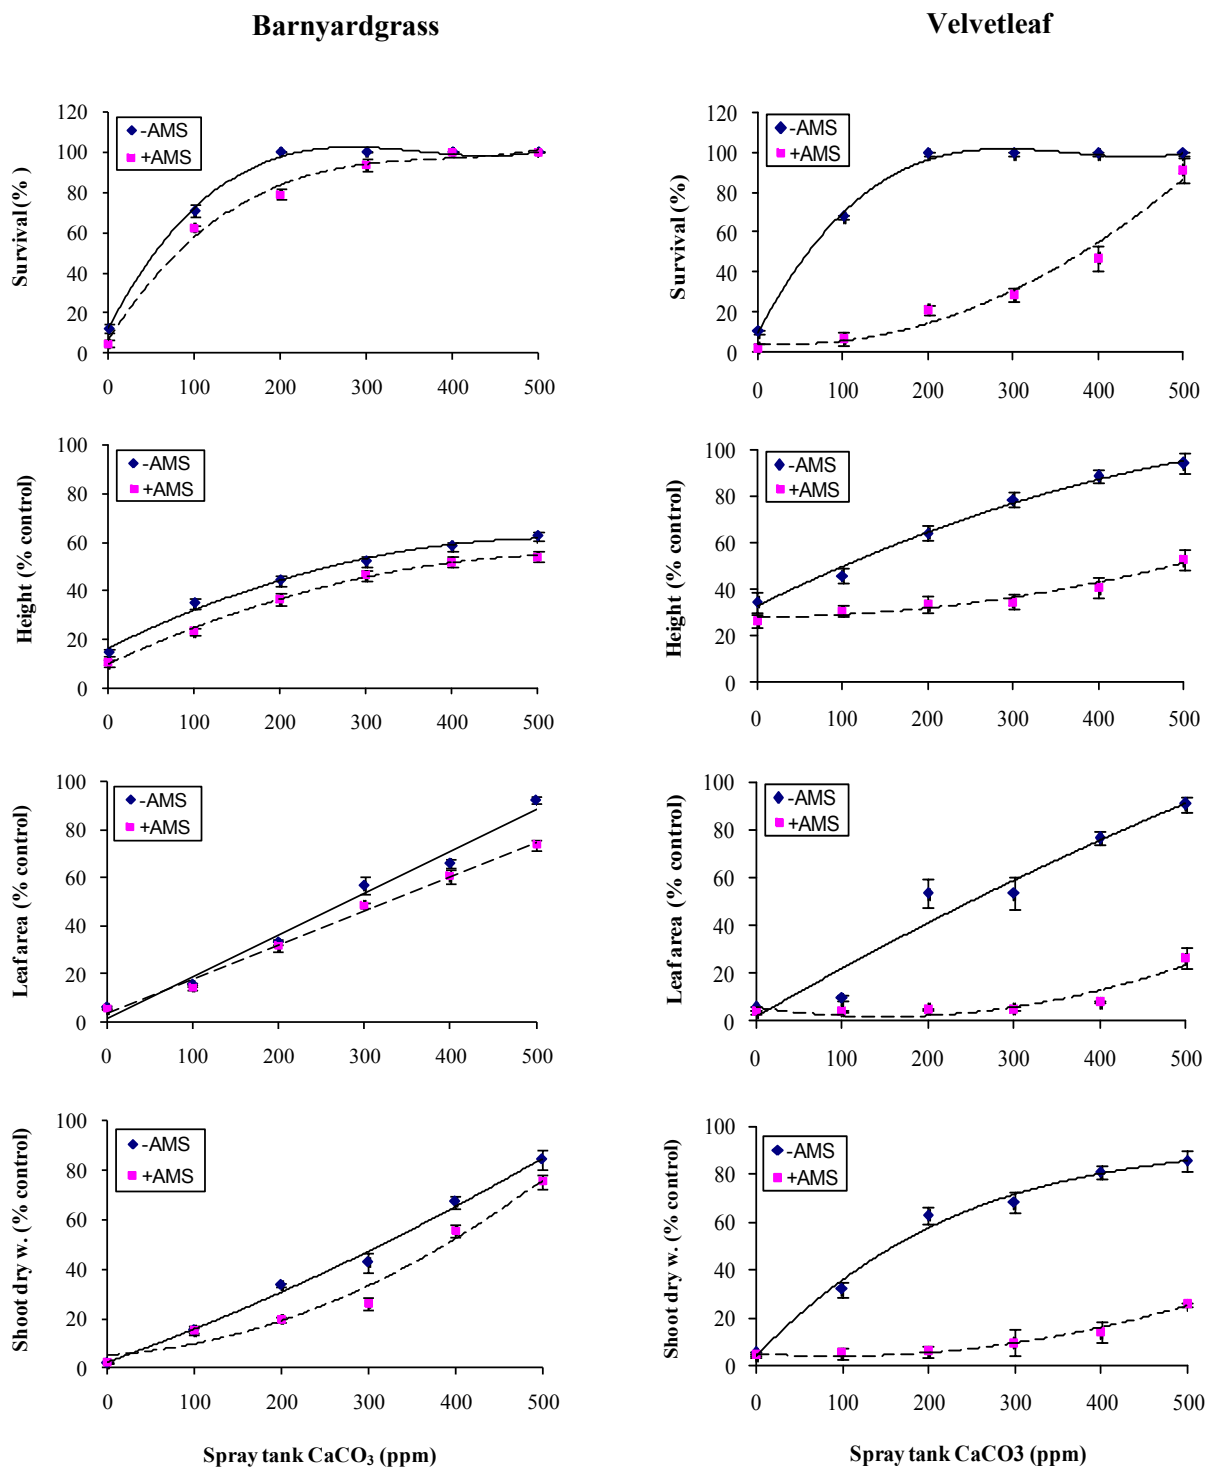 Barnyardgrass
Velvetleaf
Survival (%)
120
100
80
60
40
20
0
-AMS
+AMS
0 100 200 300 400 500
Survival (%)
120
100
80
60
40
20
0
-AMS
+AMS
0 100 200 300 400 500
Height (% control)
100
80
60
40
20
0
-AMS
+AMS
0 100 200 300 400 500
Height (% control)
100
80
60
40
20
0
-AMS
+AMS
0 100 200 300 400 500
Leaf area (% control)
100
80
60
40
20
0
-AMS
+AMS
0 100 200 300 400 500
Leaf area (% control)
100
80
60
40
20
0
-AMS
+AMS
0 100 200 300 400 500
Shoot dry w. (% control)
100
80
60
40
20
0
-AMS
+AMS
0 100 200 300 400 500
Spray tank CaCO₃ (ppm)
Shoot dry w. (% control)
100
80
60
40
20
0
-AMS
+AMS
0 100 200 300 400 500
Spray tank CaCO3 (ppm)